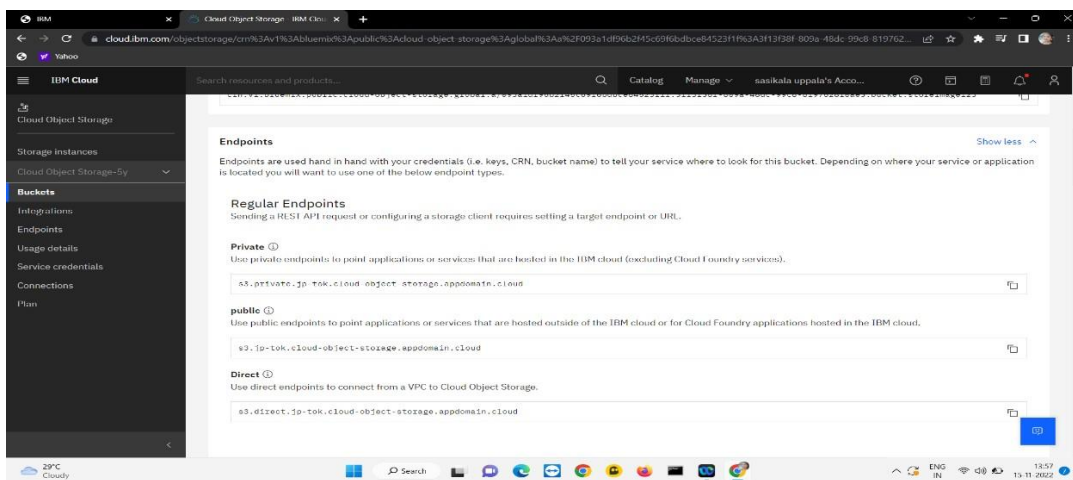 IBM
Cloud Object Storage - IBM Clou
cloud.ibm.com/objectstorage/crn%3Av1%3Abluemix%3Apublic%3Acloud-object-storage%3Aglobal%3Aa%2F093a1df96b2f45c69f6bdbce84523f1f%3A3f13f38f-809a-48dc-99c8-819762...
Yahoo
IBM Cloud
Search resources and products...
Catalog
Manage
sasikala uppala's Acco...
Cloud Object Storage
Storage instances
Cloud Object Storage-5y
Buckets
Integrations
Endpoints
Usage details
Service credentials
Connections
Plan
Endpoints
Show less
Endpoints are used hand in hand with your credentials (i.e. keys, CRN, bucket name) to tell your service where to look for this bucket. Depending on where your service or application
is located you will want to use one of the below endpoint types.
Regular Endpoints
Sending a REST API request or configuring a storage client requires setting a target endpoint or URL.
Private
Use private endpoints to point applications or services that are hosted in the IBM cloud (excluding Cloud Foundry services).
s3.private.jp-tok.cloud-object-storage.appdomain.cloud
public
Use public endpoints to point applications or services that are hosted outside of the IBM cloud or for Cloud Foundry applications hosted in the IBM cloud.
s3.jp-tok.cloud-object-storage.appdomain.cloud
Direct
Use direct endpoints to connect from a VPC to Cloud Object Storage.
s3.direct.jp-tok.cloud-object-storage.appdomain.cloud
29°C
Cloudy
Search
ENG
IN
13:57
15-11-2022